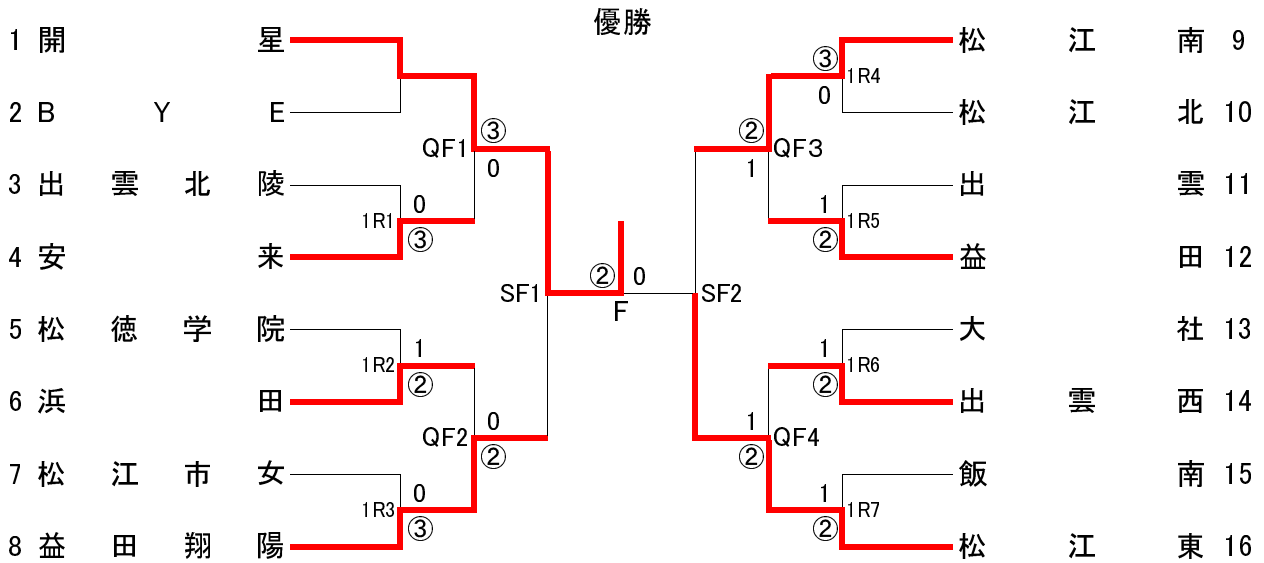 優勝
1 開星
2 BYE
3 出雲北陵
4 安来
5 松徳学院
6 浜田
7 松江市女
8 益田翔陽
1R1
0
③
1R2
1
②
1R3
0
③
QF1
③
0
QF2
0
②
SF1
②
0
F
SF2
QF3
②
1
QF4
1
②
③
1R4
0
1
1R5
②
1
1R6
②
1
1R7
②
松江南 9
松江北 10
出雲 11
益田 12
大社 13
出雲西 14
飯南 15
松江東 16